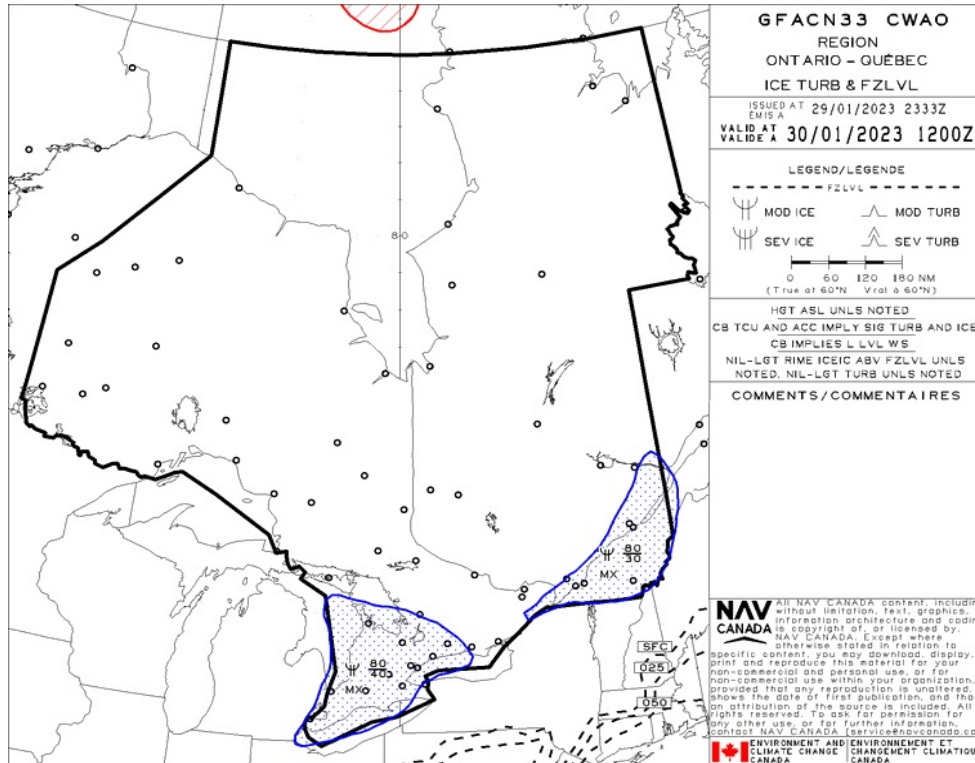 GFACN33 CWAO
REGION
ONTARIO – QUÉBEC
ICE TURB & FZLVL
ISSUED AT
ÉMIS A
29/01/2023 2333Z
VALID AT
VALIDE A
30/01/2023 1200Z
LEGEND/LÉGENDE
FZLVL
MOD ICE
MOD TURB
SEV ICE
SEV TURB
0 60 120 180 NM
(True at 60°N Vrai à 60°N)
HGT ASL UNLS NOTED
CB TCU AND ACC IMPLY SIG TURB AND ICE
CB IMPLIES L LVL WS
NIL-LGT RIME ICEIC ABV FZLVL UNLS
NOTED. NIL-LGT TURB UNLS NOTED
COMMENTS/COMMENTAIRES
80
80
30
MX
80
40
MX
SFC
025
050
NAV
CANADA
All NAV CANADA content, includin
without limitation, text, graphics,
information architecture and codin
is copyright of, or licensed by,
NAV CANADA. Except where
otherwise stated in relation to
specific content, you may download, display,
print and reproduce this material for your
non-commercial and personal use, or for
non-commercial use within your organization,
provided that any reproduction is unaltered,
shows the date of first publication, and tha
an attribution of the source is included. All
rights reserved. To ask for permission for
any other use, or for further information,
contact NAV CANADA [service@navcanada.ca
ENVIRONMENT AND
CLIMATE CHANGE
CANADA
ENVIRONNEMENT ET
CHANGEMENT CLIMATIQU
CANADA